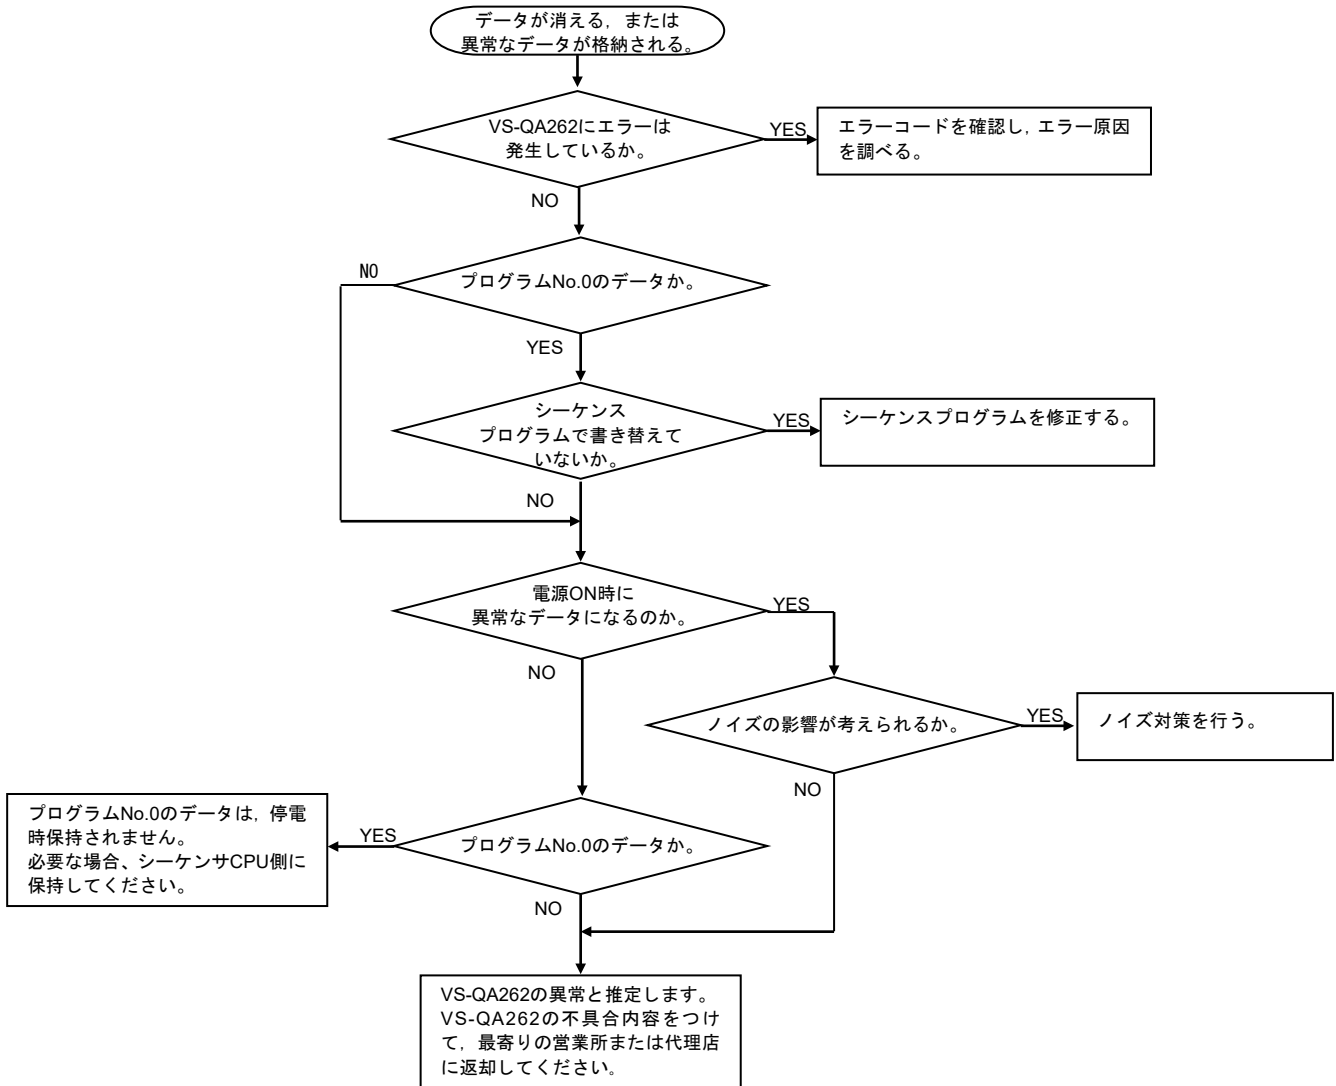 データが消える，または
異常なデータが格納される。
VS-QA262にエラーは
発生しているか。
YES
エラーコードを確認し，エラー原因
を調べる。
NO
プログラムNo.0のデータか。
NO
YES
シーケンス
プログラムで書き替えて
いないか。
YES
シーケンスプログラムを修正する。
NO
電源ON時に
異常なデータになるのか。
YES
NO
ノイズの影響が考えられるか。
YES
ノイズ対策を行う。
NO
プログラムNo.0のデータは，停電
時保持されません。
必要な場合、シーケンサCPU側に
保持してください。
YES
プログラムNo.0のデータか。
NO
VS-QA262の異常と推定します。
VS-QA262の不具合内容をつけ
て，最寄りの営業所または代理店
に返却してください。